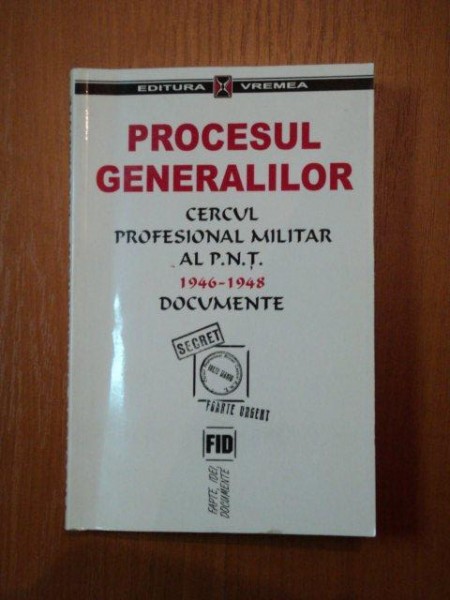 EDITURA VREMEA
PROCESUL
GENERALILOR
CERCUL
PROFESIONAL MILITAR
AL P.N.Ț.
1946-1948
DOCUMENTE
SECRET
FOARTE URGENT
FID
FAPTE, IDEI,
DOCUMENTE